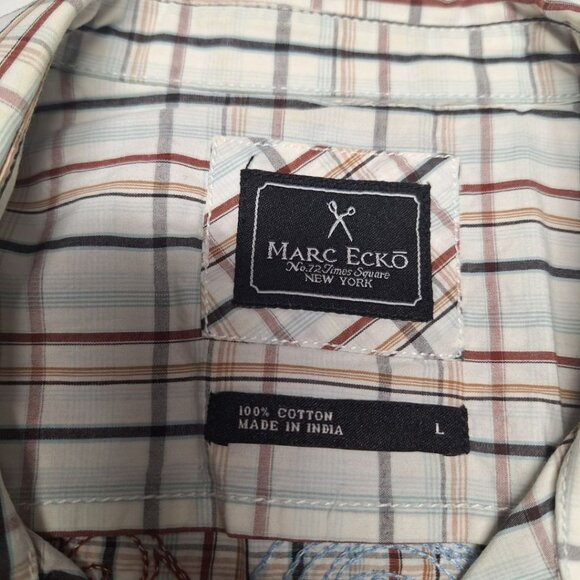 MARC ECKŌ
No. 72 Times Square
NEW YORK
100% COTTON
MADE IN INDIA
L